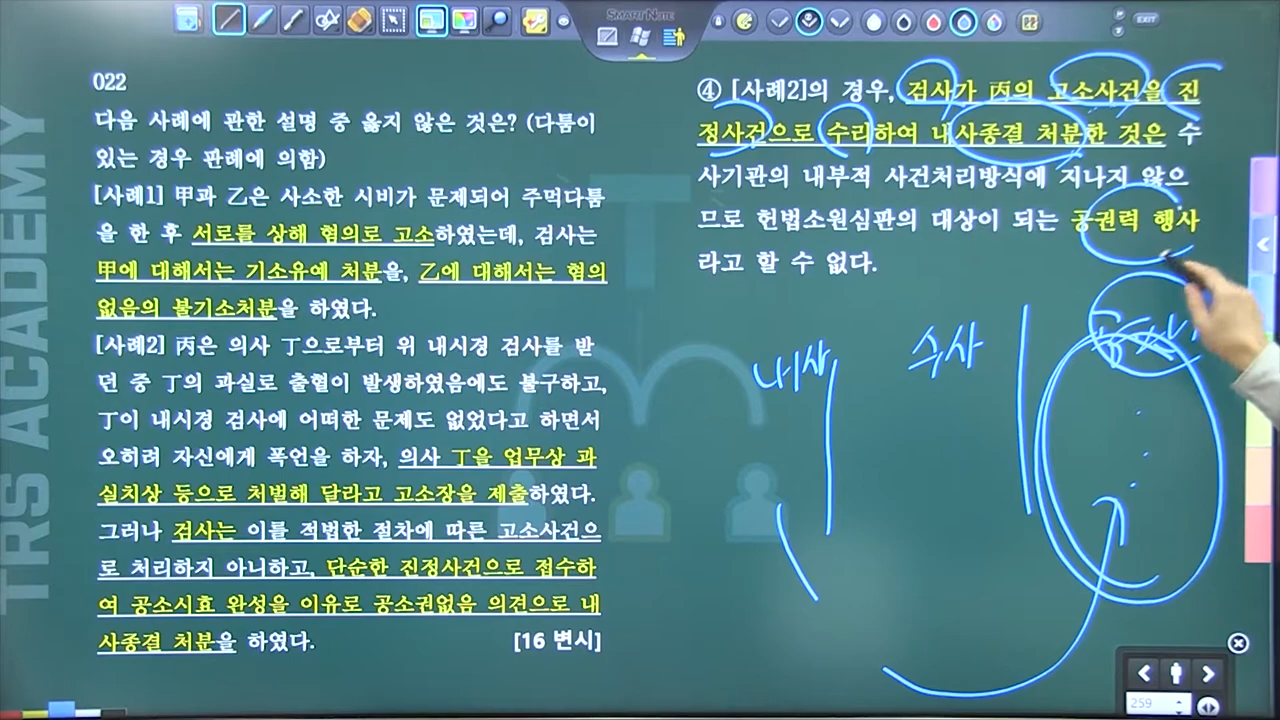 SMART NOTE
EXIT
022
다음 사례에 관한 설명 중 옳지 않은 것은? (다툼이
있는 경우 판례에 의함)
[사례1] 甲과 乙은 사소한 시비가 문제되어 주먹다툼
을 한 후 서로를 상해 혐의로 고소하였는데, 검사는
甲에 대해서는 기소유예 처분을, 乙에 대해서는 혐의
없음의 불기소처분을 하였다.
[사례2] 丙은 의사 丁으로부터 위 내시경 검사를 받
던 중 丁의 과실로 출혈이 발생하였음에도 불구하고,
丁이 내시경 검사에 어떠한 문제도 없었다고 하면서
오히려 자신에게 폭언을 하자, 의사 丁을 업무상 과
실치상 등으로 처벌해 달라고 고소장을 제출하였다.
그러나 검사는 이를 적법한 절차에 따른 고소사건으
로 처리하지 아니하고, 단순한 진정사건으로 접수하
여 공소시효 완성을 이유로 공소권없음 의견으로 내
사종결 처분을 하였다. [16 변시]
④ [사례2]의 경우, 검사가 丙의 고소사건을 진
정사건으로 수리하여 내사종결 처분한 것은 수
사기관의 내부적 사건처리방식에 지나지 않으
므로 헌법소원심판의 대상이 되는 공권력 행사
라고 할 수 없다.
내사
수사
TRS ACADEMY
259